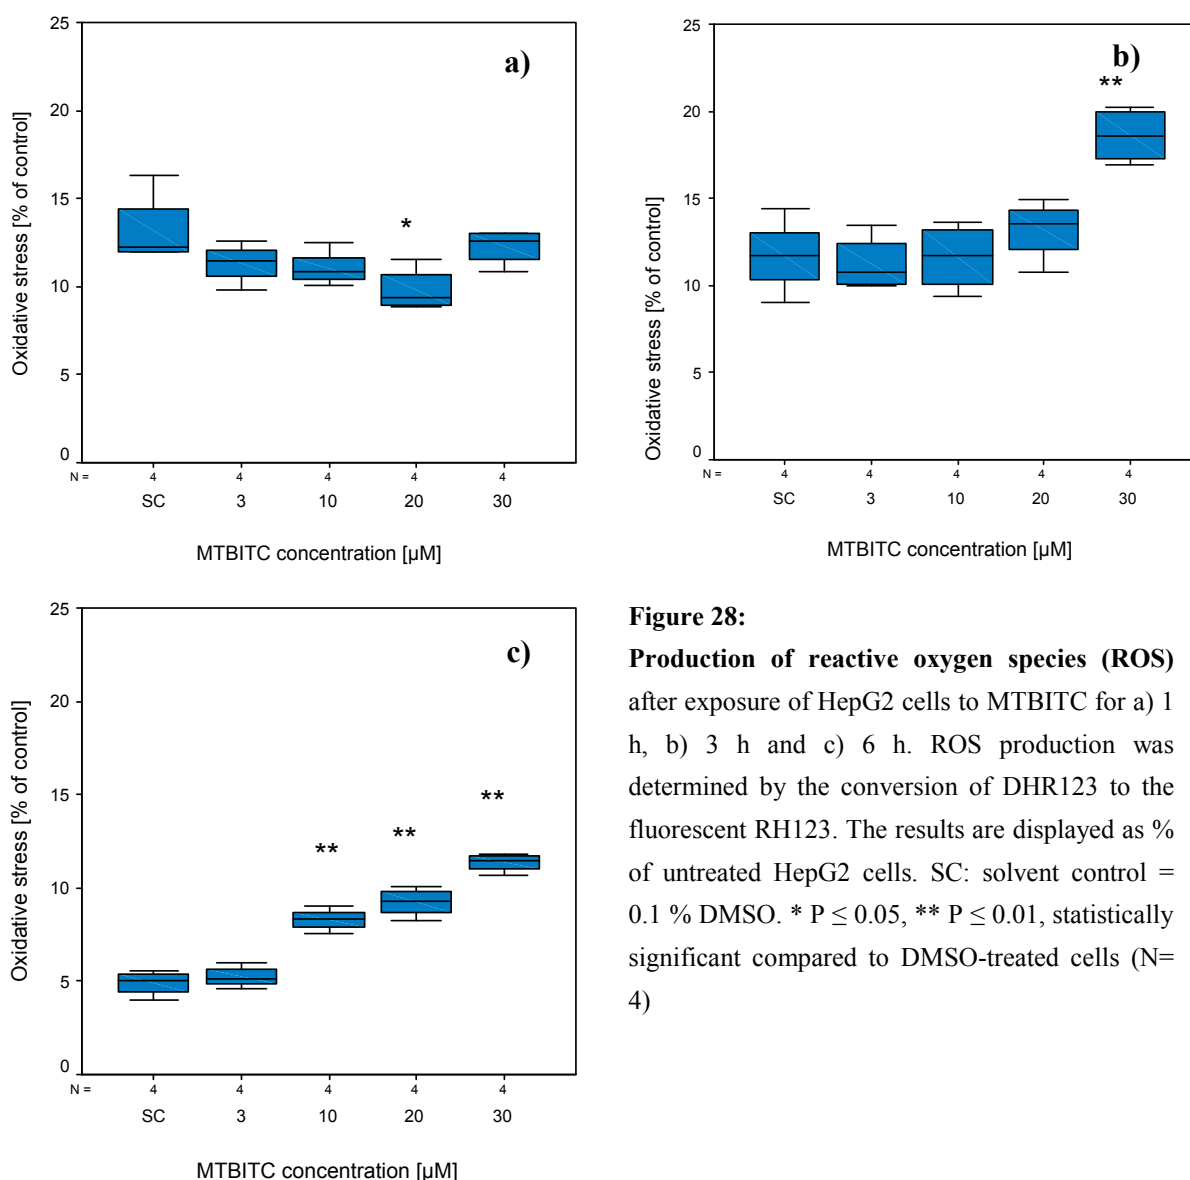 25
20
15
10
5
0
Oxidative stress [% of control]
a)
*
N = 4 4 4 4 4
SC 3 10 20 30
MTBITC concentration [µM]
25
20
15
10
5
0
Oxidative stress [% of control]
b)
**
N = 4 4 4 4 4
SC 3 10 20 30
MTBITC concentration [µM]
25
20
15
10
5
0
Oxidative stress [% of control]
c)
** ** **
N = 4 4 4 4 4
SC 3 10 20 30
MTBITC concentration [µM]
Figure 28:
Production of reactive oxygen species (ROS)
after exposure of HepG2 cells to MTBITC for a) 1
h, b) 3 h and c) 6 h. ROS production was
determined by the conversion of DHR123 to the
fluorescent RH123. The results are displayed as %
of untreated HepG2 cells. SC: solvent control =
0.1 % DMSO. * P ≤ 0.05, ** P ≤ 0.01, statistically
significant compared to DMSO-treated cells (N=
4)